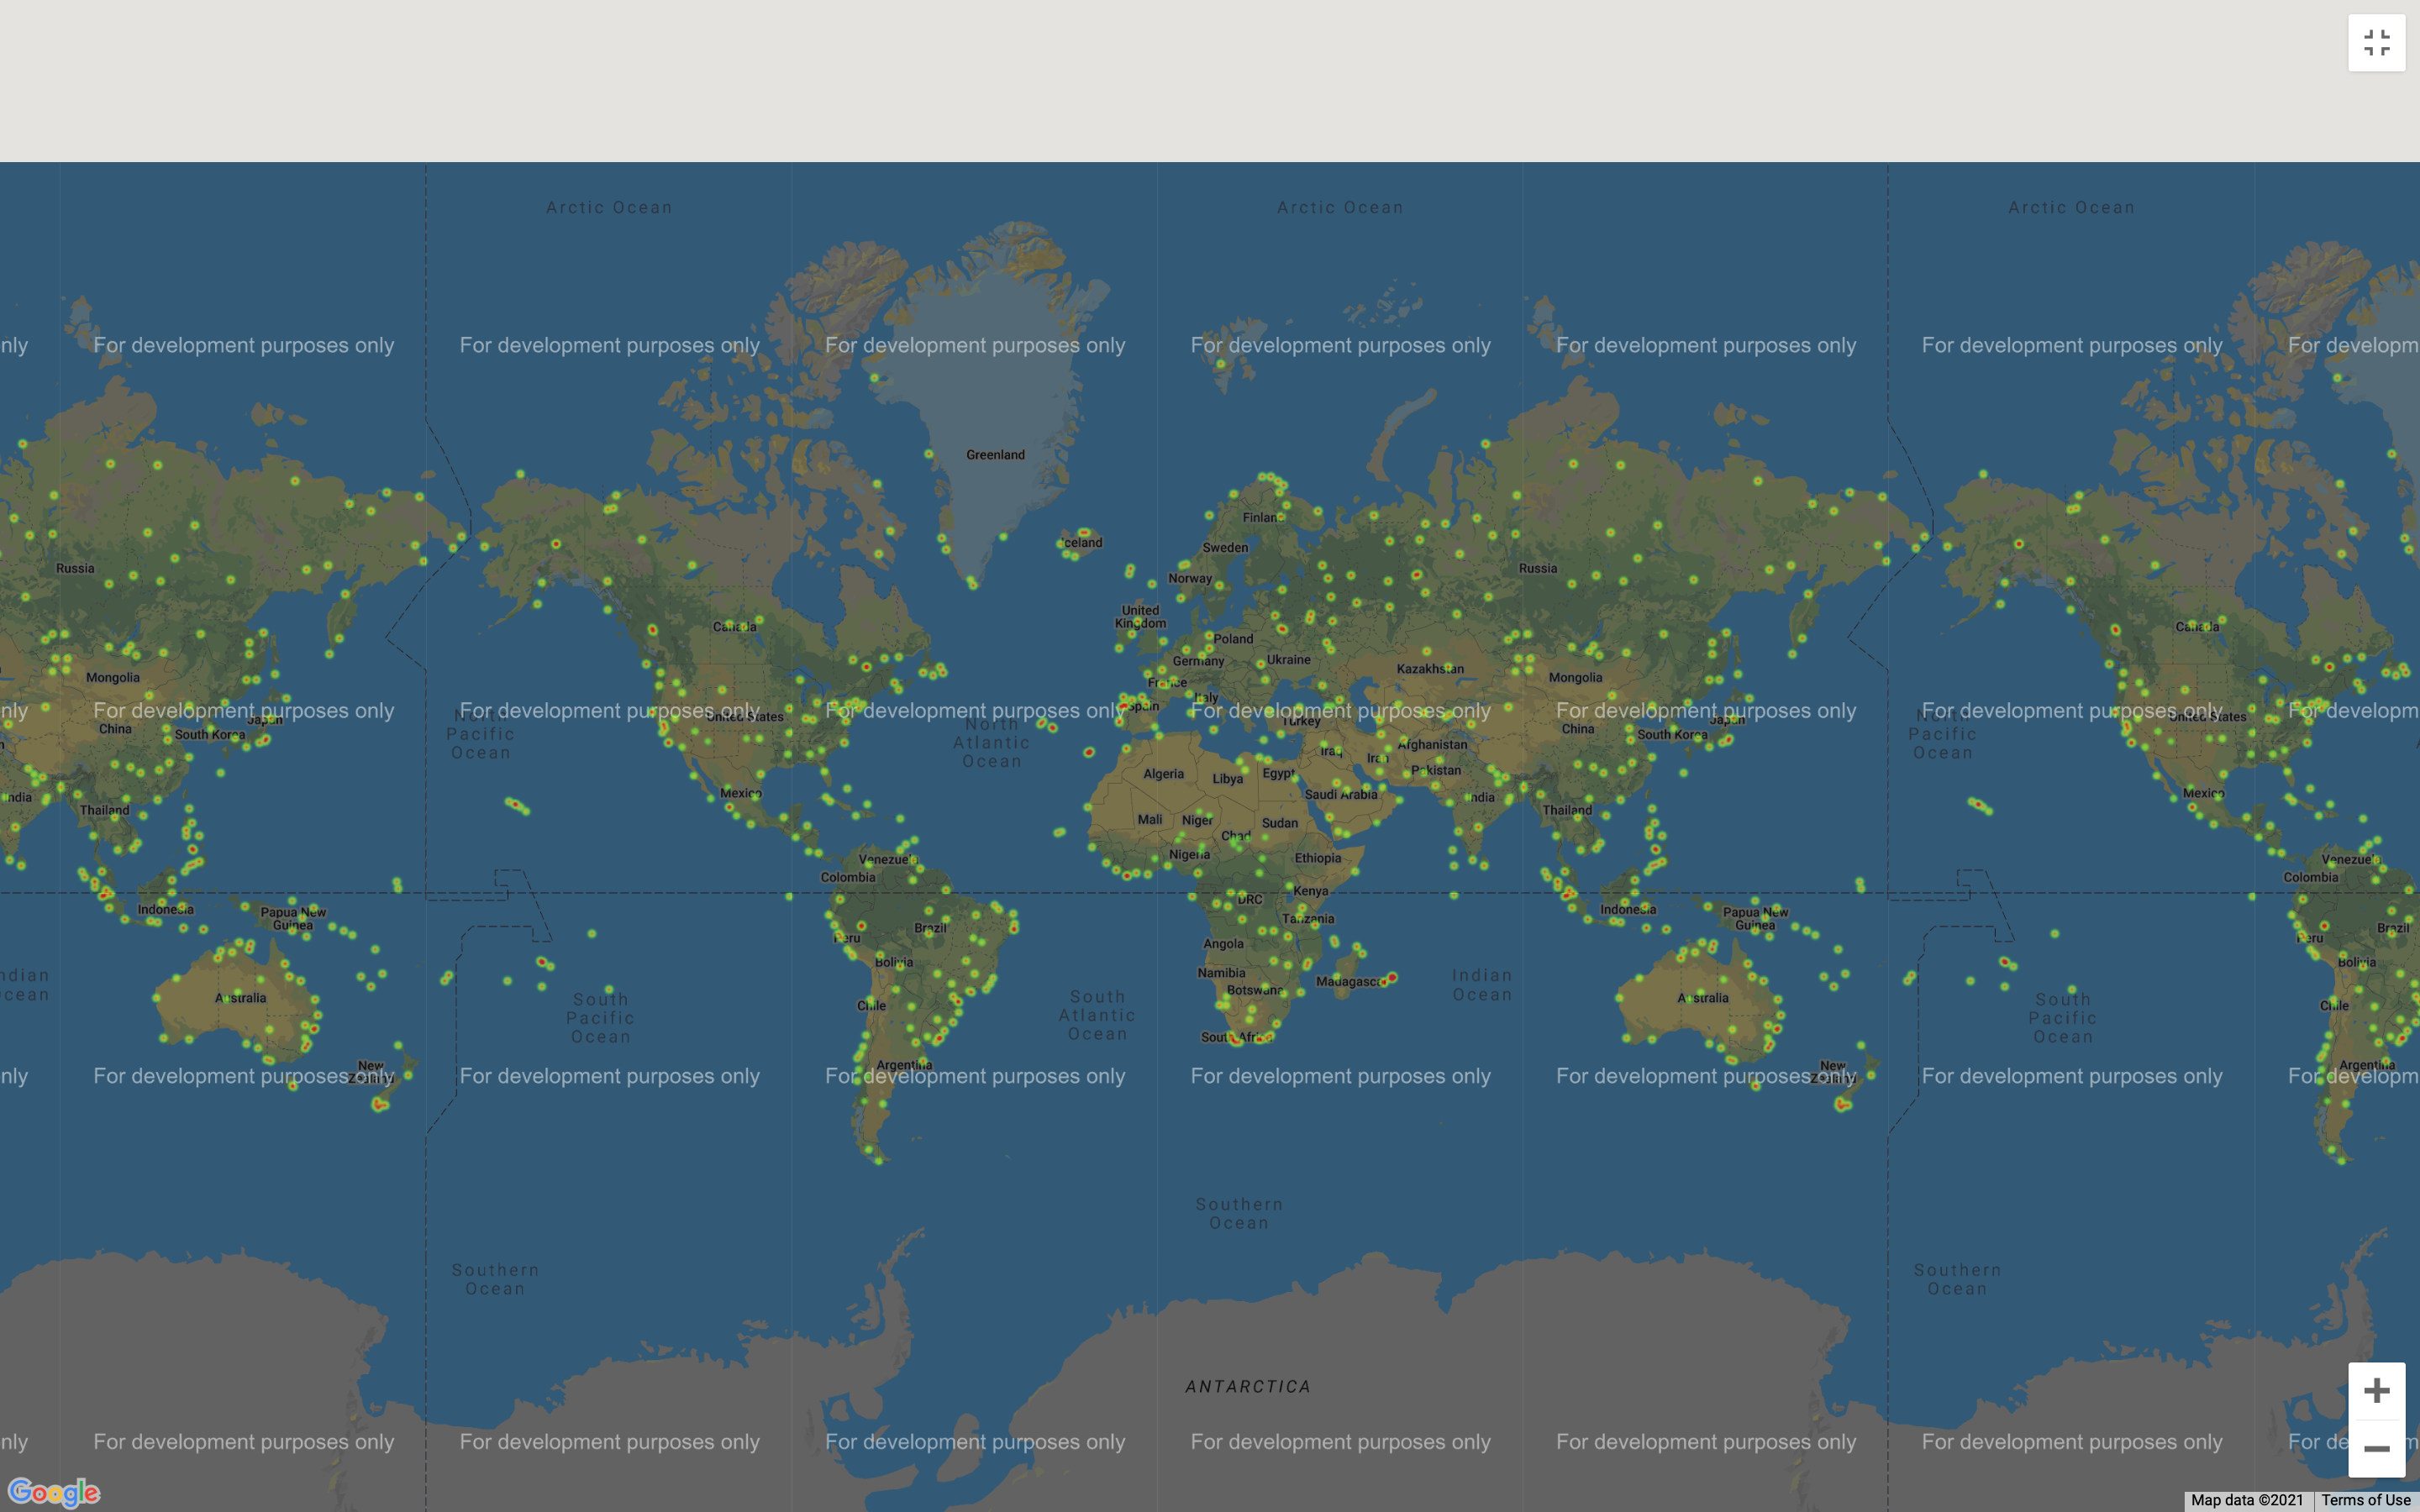 Arctic Ocean Arctic Ocean Arctic Ocean
nly For development purposes only For development purposes only For development purposes only For development purposes only For development purposes only For development purposes only For developm
Greenland
Iceland
Finland
Sweden
Russia Norway Russia
United
Kingdom
Canada Poland Canada
Germany Ukraine
Mongolia France Kazakhstan Mongolia
Italy
Spain
nly For development purposes only For development purposes only For development purposes only For development purposes only For development purposes only For development purposes only For developm
North
Pacific
Ocean
United States
North
Atlantic
Ocean
Turkey
North
Pacific
Ocean
United States
China South Korea Japan
Iraq Iran Afghanistan
China South Korea Japan
Algeria Libya Egypt Pakistan
India Thailand Mexico
Saudi Arabia India Thailand Mexico
Mali Niger Chad Sudan
Nigeria Ethiopia
Venezuela Venezuela
Colombia Colombia
Kenya
DRC
Indonesia Papua New
Guinea
Tanzania
Indonesia Papua New
Guinea
Peru Brazil Angola Peru Brazil
Bolivia Bolivia
ndian
cean
Namibia
Botswana
Madagascar
Indian
Ocean
Australia
South
Pacific
Ocean
Chile
South
Atlantic
Ocean
Australia
South
Pacific
Ocean
Chile
South Africa
New
Zealand
Argentina
New
Zealand
Argentina
nly For development purposes only For development purposes only For development purposes only For development purposes only For development purposes only For development purposes only For developm
Southern
Ocean
Southern
Ocean
Southern
Ocean
ANTARCTICA
nly For development purposes only For development purposes only For development purposes only For development purposes only For development purposes only For development purposes only For de m
Google
Map data ©2021 Terms of Use